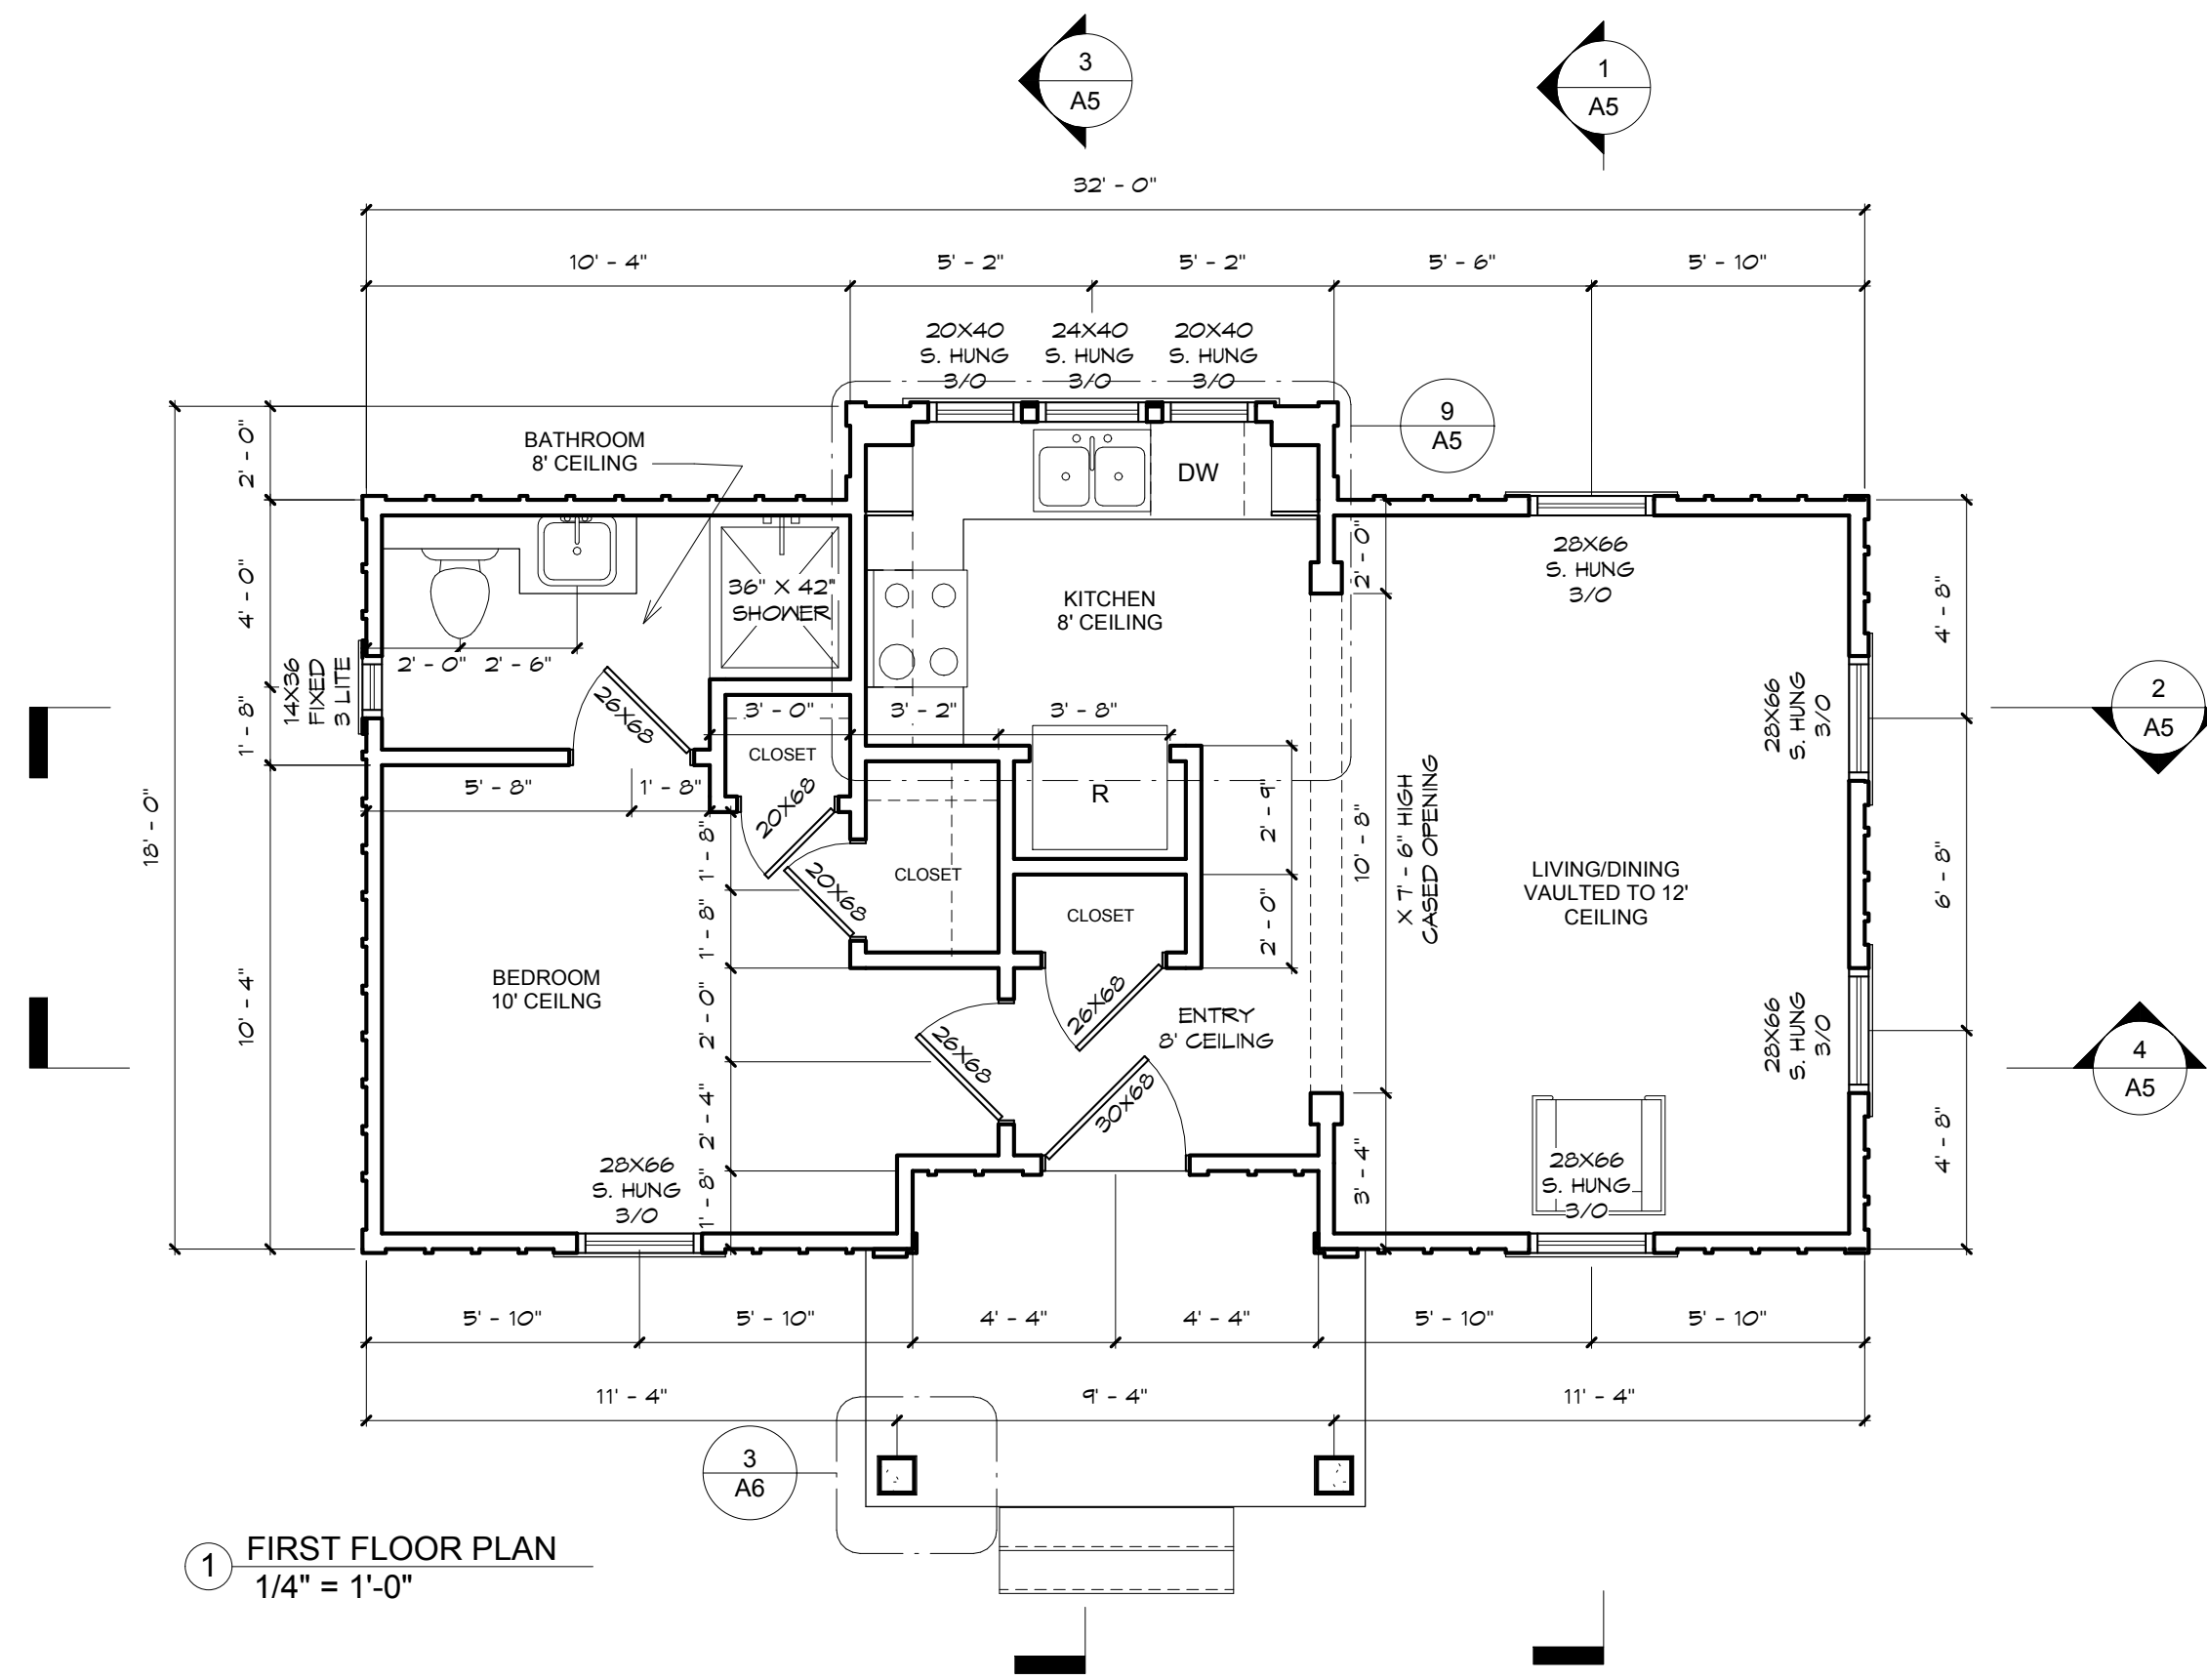 3
A5
1
A5
32' - 0"
10' - 4"
5' - 2"
5' - 2"
5' - 6"
5' - 10"
20X40
S. HUNG
3/0
24X40
S. HUNG
3/0
20X40
S. HUNG
3/0
9
A5
BATHROOM
8' CEILING
DW
2' - 0"
4' - 0"
1' - 8"
10' - 4"
18' - 0"
36" X 42"
SHOWER
KITCHEN
8' CEILING
2' - 0"
28X66
S. HUNG
3/0
4' - 8"
14X36
FIXED
3 LITE
2' - 0"
2' - 6"
26X68
3' - 0"
3' - 2"
3' - 8"
28X66
S. HUNG
3/0
2
A5
CLOSET
5' - 8"
1' - 8"
20X68
R
2' - 9"
10' - 8"
X 7' - 6" HIGH
CASED OPENING
1' - 8"
20X68
CLOSET
LIVING/DINING
VAULTED TO 12'
CEILING
6' - 8"
1' - 8"
CLOSET
2' - 0"
BEDROOM
10' CEILNG
2' - 0"
26X68
26X68
ENTRY
8' CEILING
28X66
S. HUNG
3/0
4
A5
2' - 4"
30X68
3' - 4"
4' - 8"
28X66
S. HUNG
3/0
1' - 8"
28X66
S. HUNG
3/0
5' - 10"
5' - 10"
4' - 4"
4' - 4"
5' - 10"
5' - 10"
11' - 4"
9' - 4"
11' - 4"
3
A6
1
FIRST FLOOR PLAN
1/4" = 1'-0"